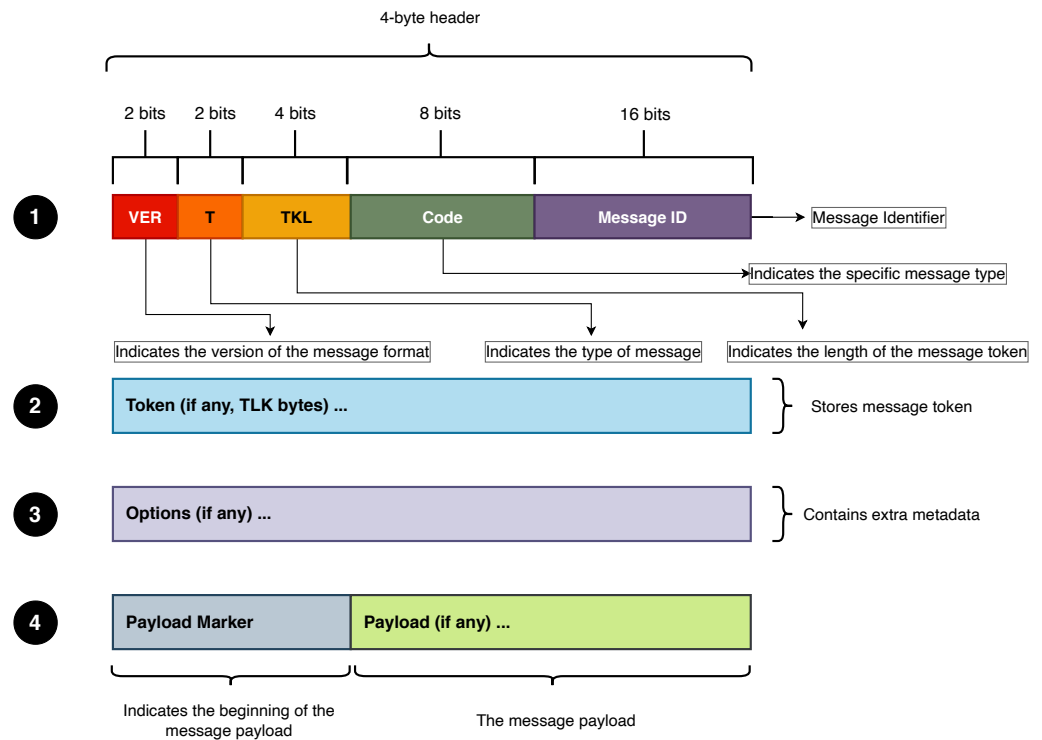 4-byte header
2 bits
2 bits
4 bits
8 bits
16 bits
1
VER
T
TKL
Code
Message ID
Message Identifier
Indicates the specific message type
Indicates the version of the message format
Indicates the type of message
Indicates the length of the message token
2
Token (if any, TLK bytes) ...
Stores message token
3
Options (if any) ...
Contains extra metadata
4
Payload Marker
Payload (if any) ...
Indicates the beginning of the
message payload
The message payload